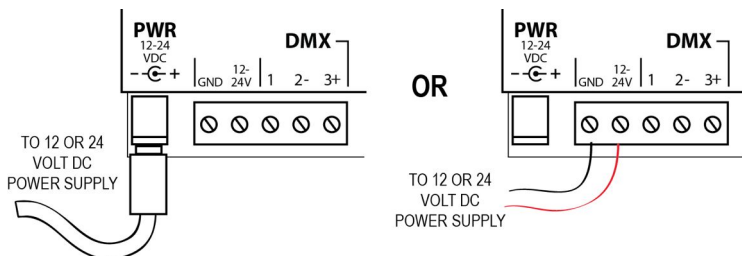 PWR
12-24
VDC
- +
DMX
GND 12-24V 1 2- 3+
TO 12 OR 24
VOLT DC
POWER SUPPLY
OR
PWR
12-24
VDC
- +
DMX
GND 12-24V 1 2- 3+
TO 12 OR 24
VOLT DC
POWER SUPPLY